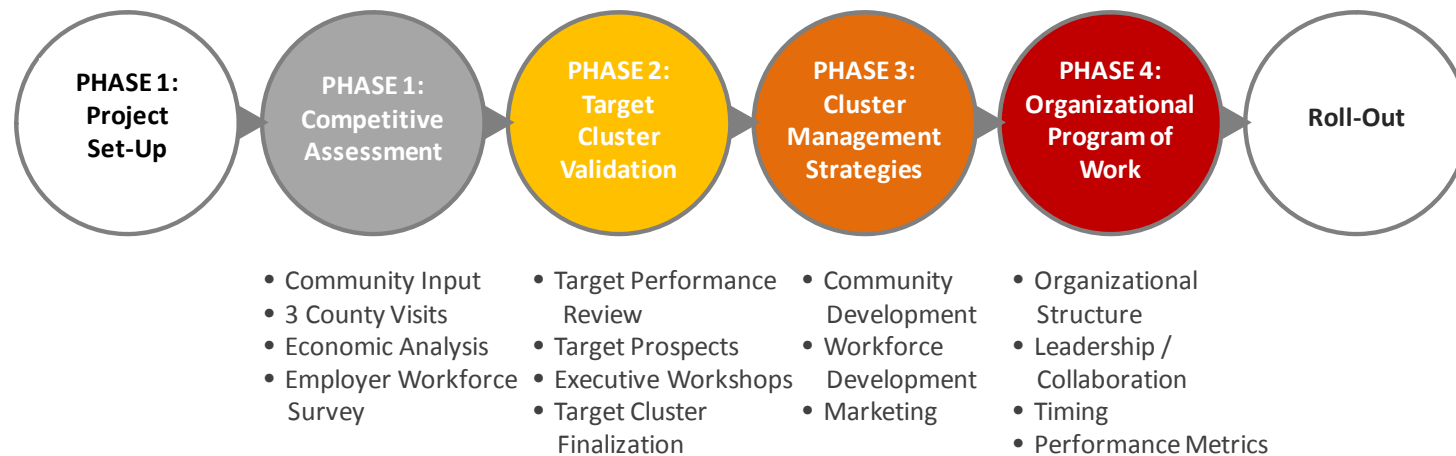 PHASE 1:
Project
Set-Up
PHASE 1:
Competitive
Assessment
PHASE 2:
Target
Cluster
Validation
PHASE 3:
Cluster
Management
Strategies
PHASE 4:
Organizational
Program of
Work
Roll-Out
• Community Input
• 3 County Visits
• Economic Analysis
• Employer Workforce
Survey
• Target Performance
Review
• Target Prospects
• Executive Workshops
• Target Cluster
Finalization
• Community
Development
• Workforce
Development
• Marketing
• Organizational
Structure
• Leadership /
Collaboration
• Timing
• Performance Metrics